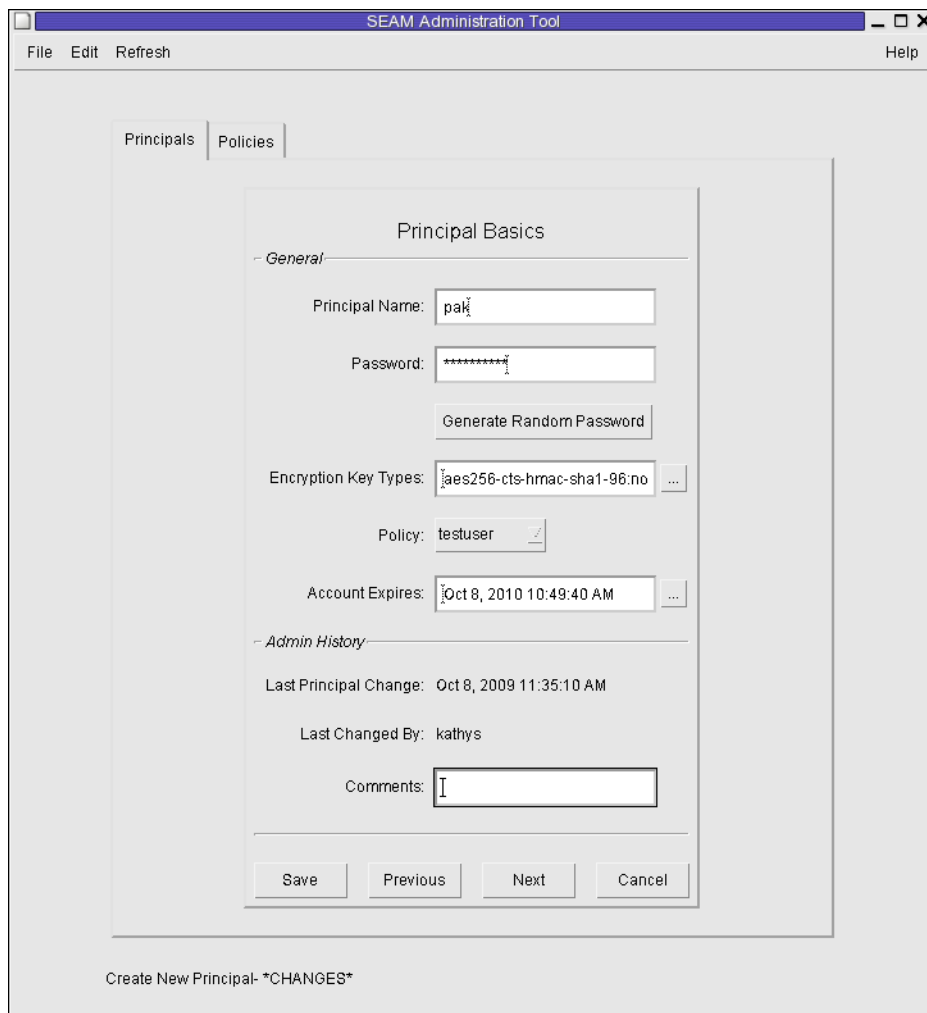 SEAM Administration Tool
File Edit Refresh Help
Principals Policies
Principal Basics
General
Principal Name: pak
Password: **********
Generate Random Password
Encryption Key Types: aes256-cts-hmac-sha1-96:no ...
Policy: testuser
Account Expires: Oct 8, 2010 10:49:40 AM ...
Admin History
Last Principal Change: Oct 8, 2009 11:35:10 AM
Last Changed By: kathys
Comments:
Save Previous Next Cancel
Create New Principal- *CHANGES*